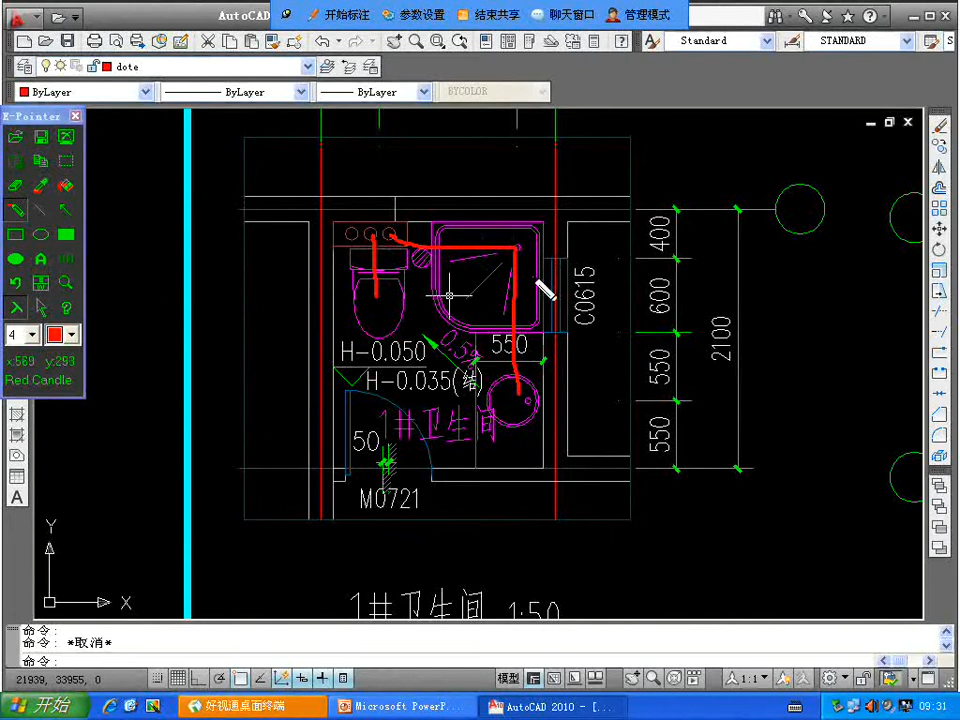 AutoCAD
开始标注
参数设置
结束共享
聊天窗口
管理模式
Standard
STANDARD
S
dote
ByLayer
ByLayer
ByLayer
BYCOLOR
E-Pointer
4
x:569 y:293
Red Candle
A
400
600
550
550
2100
C0615
550
0.5%
H-0.050
H-0.035(结)
1#卫生间
50
M0721
Y
X
1#卫生间 1:50
命令:
命令: *取消*
命令:
21939, 33955, 0
模型
1:1
开始
好视通桌面终端
Microsoft PowerP...
AutoCAD 2010 - [...
09:31